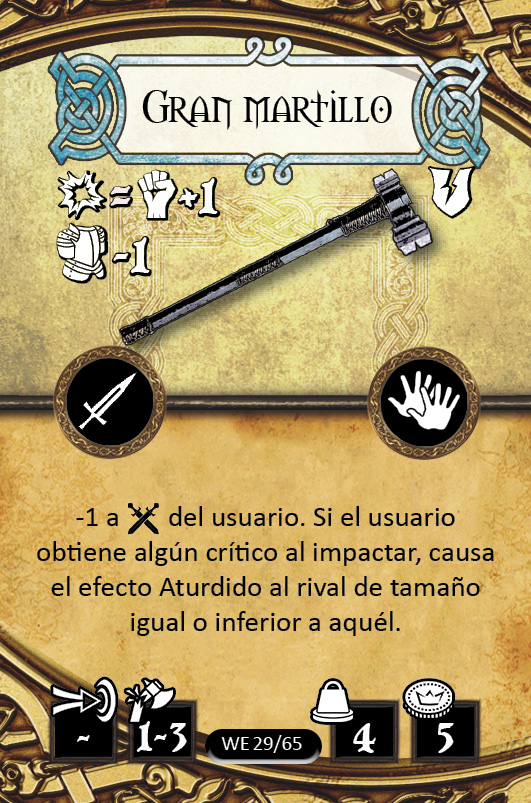 Gran martillo
=+1
-1
-1 a del usuario. Si el usuario
obtiene algún crítico al impactar, causa
el efecto Aturdido al rival de tamaño
igual o inferior a aquél.
- 1-3 WE 29/65 4 5